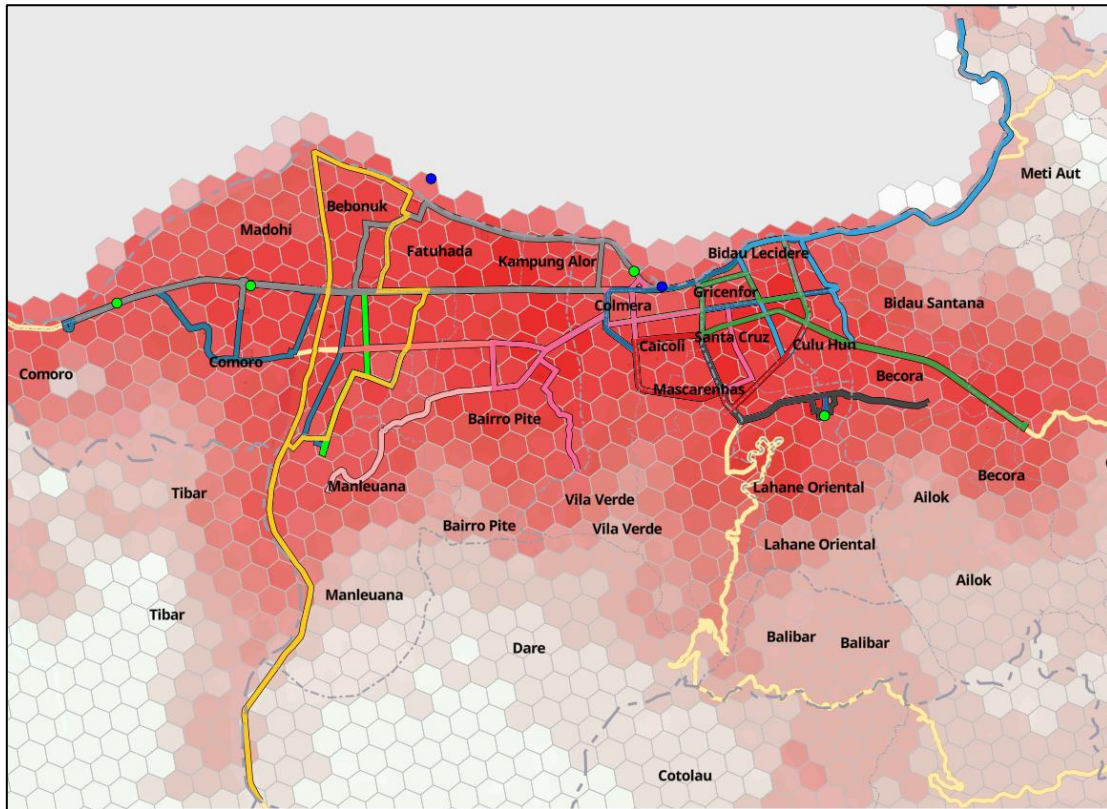 Meti Aut
Madohi
Bebonuk
Fatuhada
Kampung Alor
Bidau Lecidere
Gricenfor
Colmera
Bidau Santana
Santa Cruz
Caicoli
Culu Hun
Comoro
Comoro
Mascarenhas
Becora
Bairro Pite
Tibar
Manleuana
Vila Verde
Lahane Oriental
Ailok
Becora
Bairro Pite
Vila Verde
Lahane Oriental
Ailok
Manleuana
Tibar
Dare
Balibar
Balibar
Cotolau